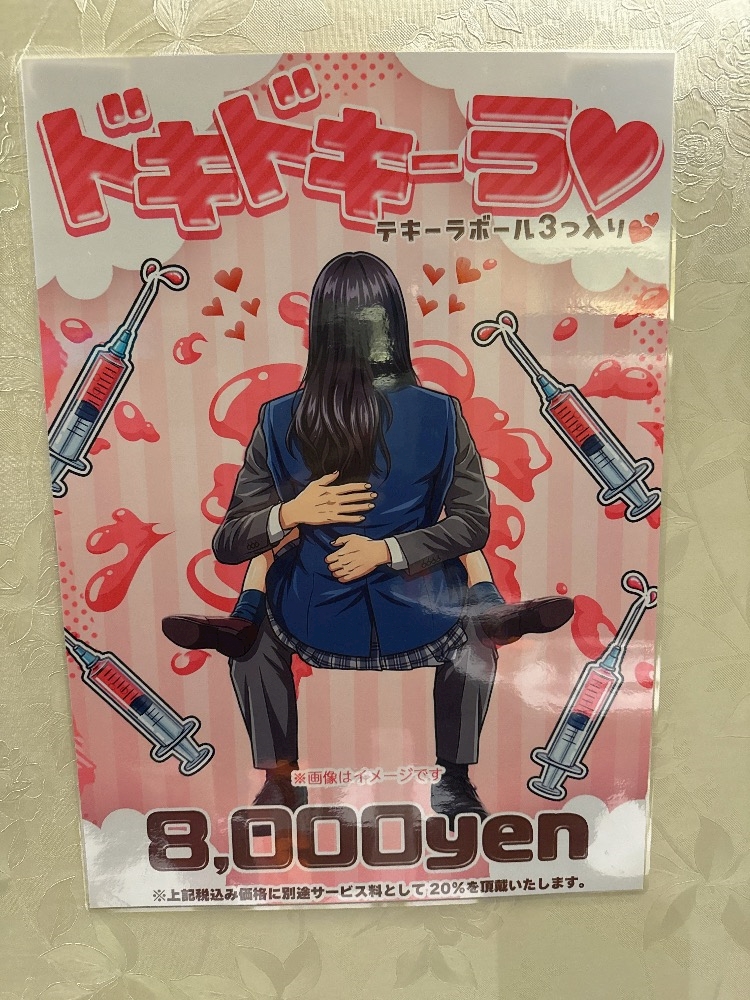 ドキドキーラ♥
テキーラボール3つ入り💕
※画像はイメージです
8,000yen
※上記税込み価格に別途サービス料として20%を頂戴いたします。